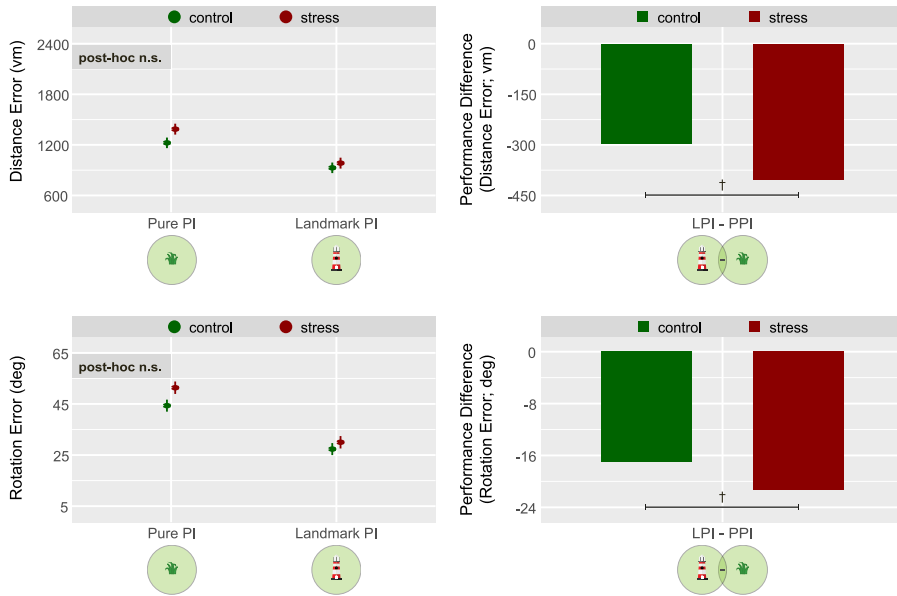 control stress
Distance Error (vm)
2400
1800
1200
600
post-hoc n.s.
Pure PI Landmark PI
control stress
Performance Difference
(Distance Error; vm)
0
-150
-300
-450
†
LPI - PPI
-
control stress
Rotation Error (deg)
65
45
25
5
post-hoc n.s.
Pure PI Landmark PI
control stress
Performance Difference
(Rotation Error; deg)
0
-8
-16
-24
†
LPI - PPI
-